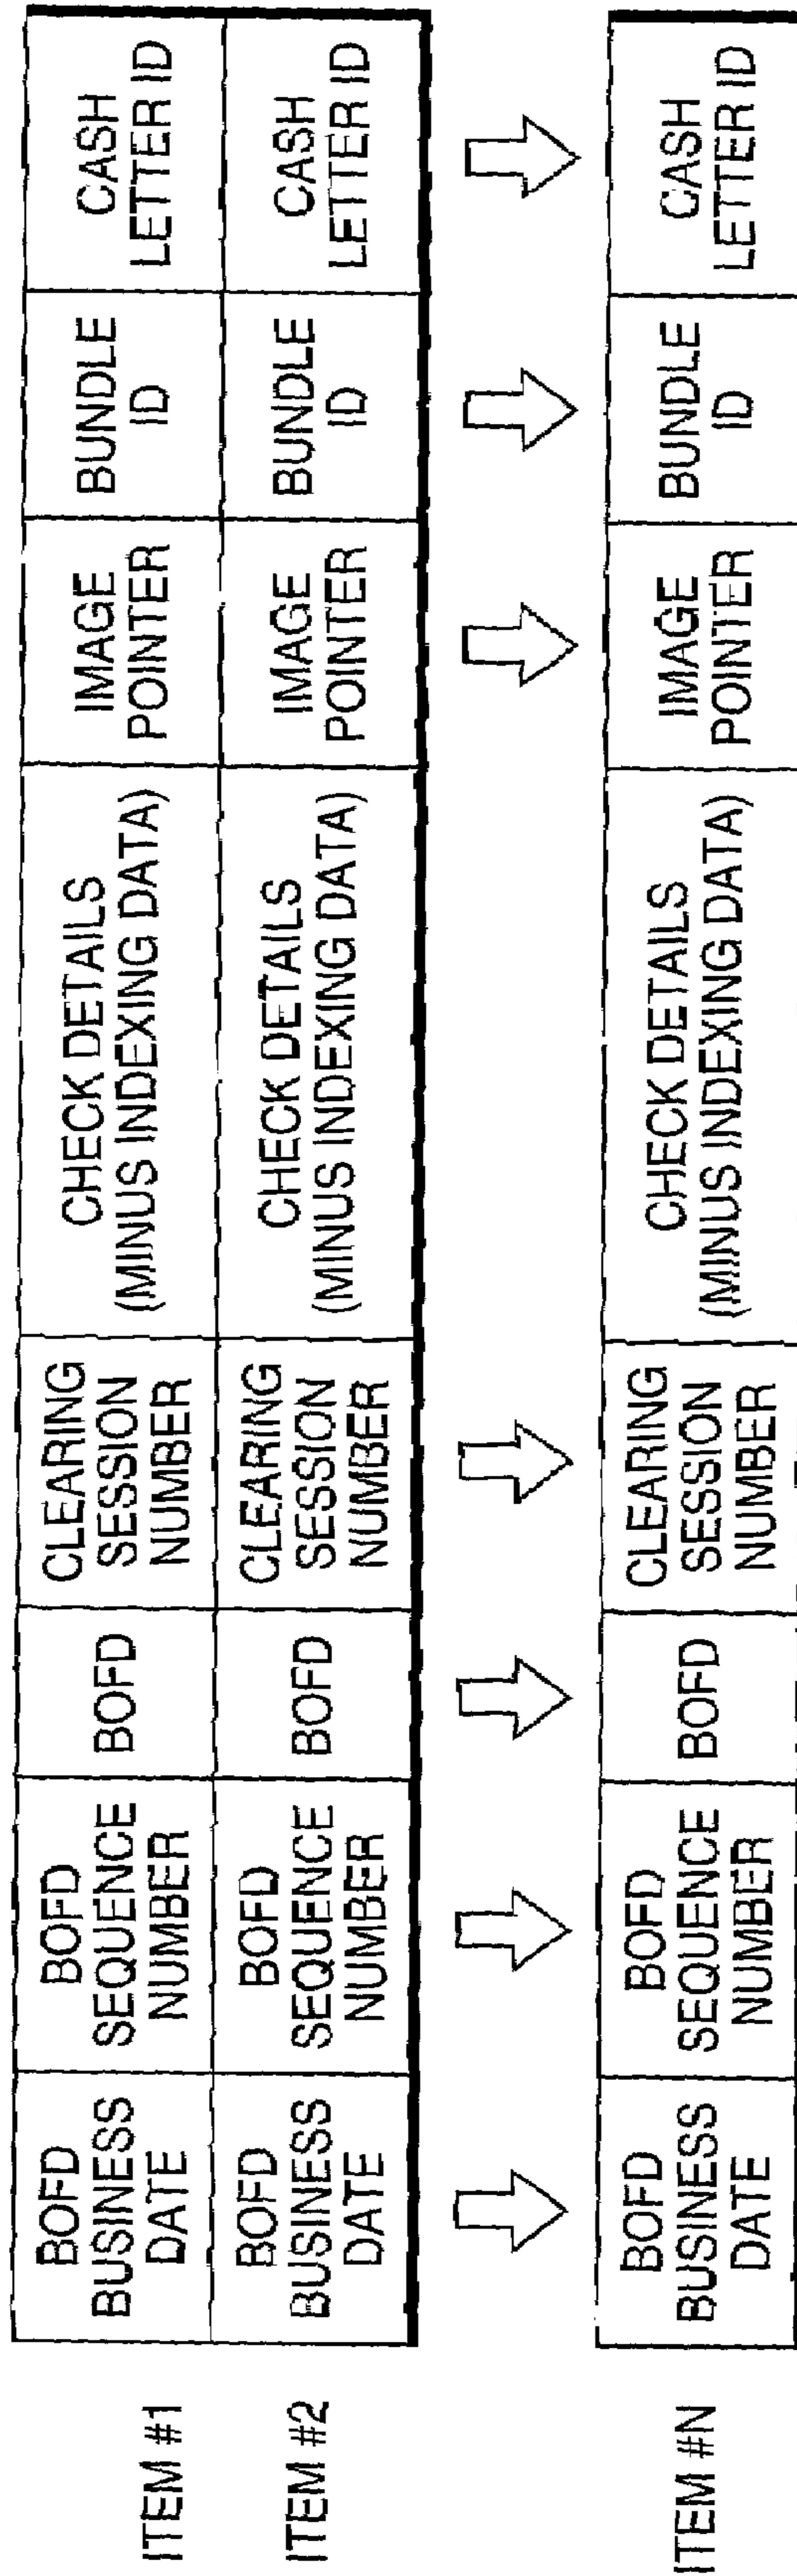 ITEM #1
BOFD
BUSINESS
DATE
BOFD
SEQUENCE
NUMBER
BOFD
CLEARING
SESSION
NUMBER
CHECK DETAILS
(MINUS INDEXING DATA)
IMAGE
POINTER
BUNDLE
ID
CASH
LETTER ID
ITEM #2
BOFD
BUSINESS
DATE
BOFD
SEQUENCE
NUMBER
BOFD
CLEARING
SESSION
NUMBER
CHECK DETAILS
(MINUS INDEXING DATA)
IMAGE
POINTER
BUNDLE
ID
CASH
LETTER ID
ITEM #N
BOFD
BUSINESS
DATE
BOFD
SEQUENCE
NUMBER
BOFD
CLEARING
SESSION
NUMBER
CHECK DETAILS
(MINUS INDEXING DATA)
IMAGE
POINTER
BUNDLE
ID
CASH
LETTER ID